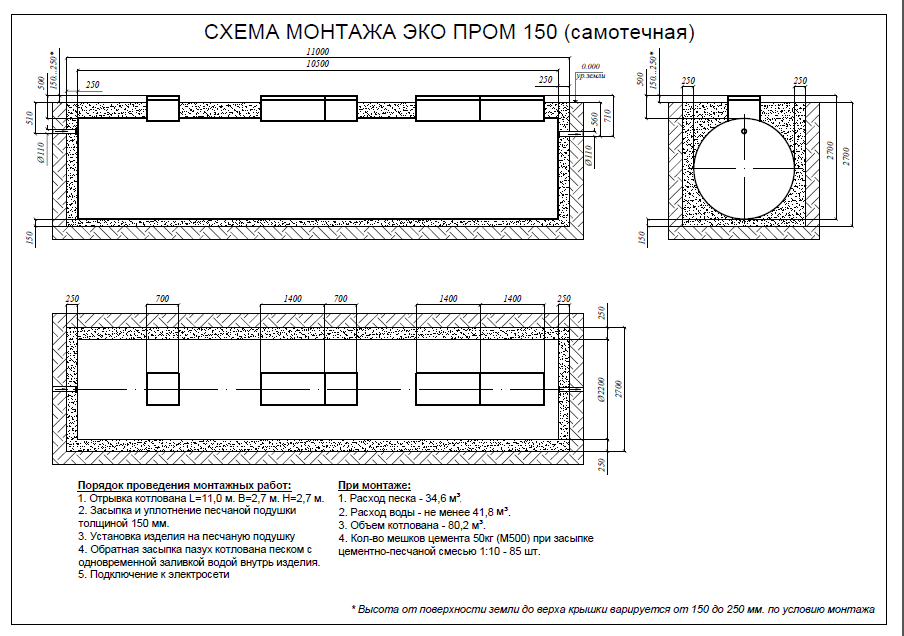 СХЕМА МОНТАЖА ЭКО ПРОМ 150 (самотечная)
11000
10500
250
250
0.000
ур.земли
500
150...250*
510
Ø110
150
560
710
Ø110
500
150...250*
250
250
2700
2700
150
250
700
1400
700
1400
1400
250
250
Ø2200
2700
250
Порядок проведения монтажных работ:
1. Отрывка котлована L=11,0 м. B=2,7 м. H=2,7 м.
2. Засыпка и уплотнение песчаной подушки
толщиной 150 мм.
3. Установка изделия на песчаную подушку
4. Обратная засыпка пазух котлована песком с
одновременной заливкой водой внутрь изделия.
5. Подключение к электросети
При монтаже:
1. Расход песка - 34,6 м³.
2. Расход воды - не менее 41,8 м³.
3. Объем котлована - 80,2 м³.
4. Кол-во мешков цемента 50кг (М500) при засыпке
цементно-песчаной смесью 1:10 - 85 шт.
* Высота от поверхности земли до верха крышки варируется от 150 до 250 мм. по условию монтажа